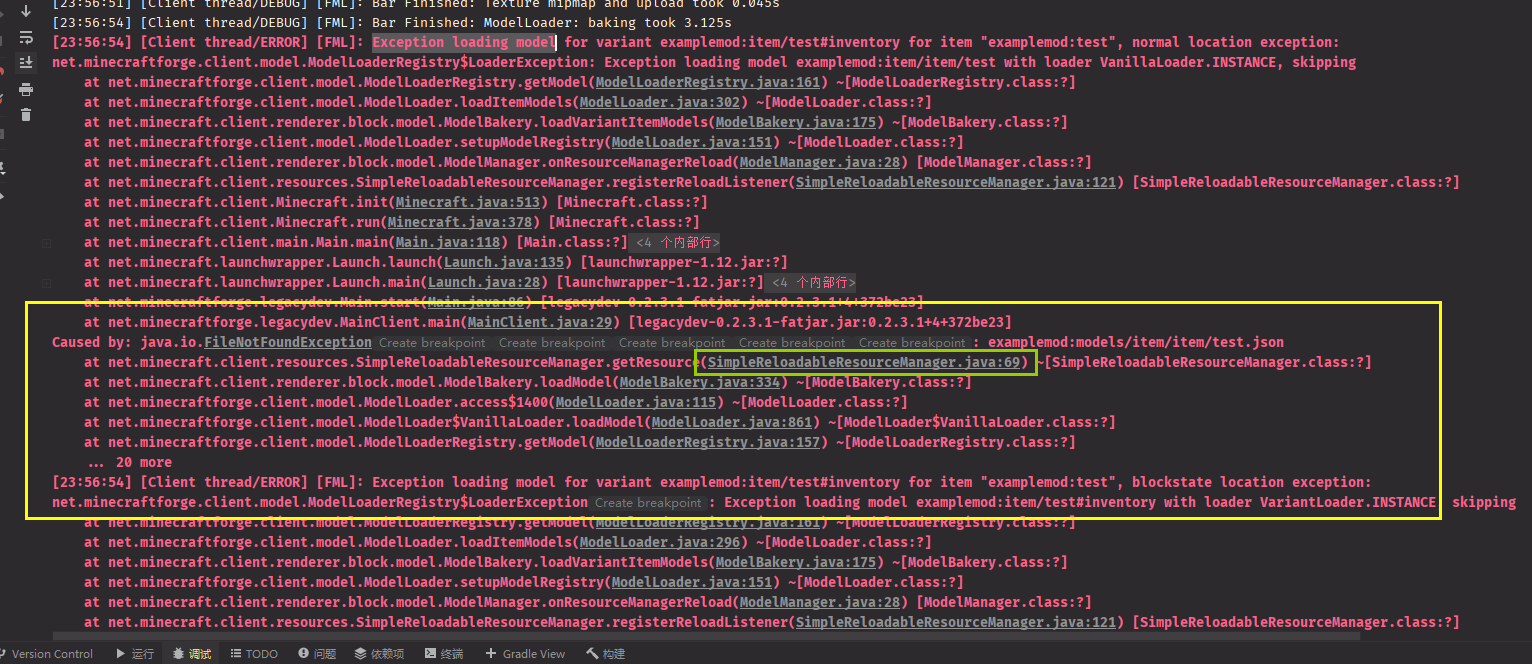 [23:56:51] [Client thread/DEBUG] [FML]: Bar Finished: Texture mipmap and upload took 0.045s
[23:56:54] [Client thread/DEBUG] [FML]: Bar Finished: ModelLoader: baking took 3.125s
[23:56:54] [Client thread/ERROR] [FML]: Exception loading model for variant examplemod:item/test#inventory for item "examplemod:test", normal location exception:
net.minecraftforge.client.model.ModelLoaderRegistry$LoaderException: Exception loading model examplemod:item/item/test with loader VanillaLoader.INSTANCE, skipping
at net.minecraftforge.client.model.ModelLoaderRegistry.getModel(ModelLoaderRegistry.java:161) ~[ModelLoaderRegistry.class:?]
at net.minecraftforge.client.model.ModelLoader.loadItemModels(ModelLoader.java:302) ~[ModelLoader.class:?]
at net.minecraft.client.renderer.block.model.ModelBakery.loadVariantItemModels(ModelBakery.java:175) ~[ModelBakery.class:?]
at net.minecraftforge.client.model.ModelLoader.setupModelRegistry(ModelLoader.java:151) ~[ModelLoader.class:?]
at net.minecraft.client.renderer.block.model.ModelManager.onResourceManagerReload(ModelManager.java:28) [ModelManager.class:?]
at net.minecraft.client.resources.SimpleReloadableResourceManager.registerReloadListener(SimpleReloadableResourceManager.java:121) [SimpleReloadableResourceManager.class:?]
at net.minecraft.client.Minecraft.init(Minecraft.java:513) [Minecraft.class:?]
at net.minecraft.client.Minecraft.run(Minecraft.java:378) [Minecraft.class:?]
at net.minecraft.client.main.Main.main(Main.java:118) [Main.class:?] <4 个内部行>
at net.minecraft.launchwrapper.Launch.launch(Launch.java:135) [launchwrapper-1.12.jar:?]
at net.minecraft.launchwrapper.Launch.main(Launch.java:28) [launchwrapper-1.12.jar:?] <4 个内部行>
at net.minecraftforge.legacydev.Main.start(Main.java:86) [legacydev-0.2.3.1-fatjar.jar:0.2.3.1+4+372be23]
at net.minecraftforge.legacydev.MainClient.main(MainClient.java:29) [legacydev-0.2.3.1-fatjar.jar:0.2.3.1+4+372be23]
Caused by: java.io.FileNotFoundException Create breakpoint Create breakpoint Create breakpoint Create breakpoint Create breakpoint : examplemod:models/item/item/test.json
at net.minecraft.client.resources.SimpleReloadableResourceManager.getResource(SimpleReloadableResourceManager.java:69) ~[SimpleReloadableResourceManager.class:?]
at net.minecraft.client.renderer.block.model.ModelBakery.loadModel(ModelBakery.java:334) ~[ModelBakery.class:?]
at net.minecraftforge.client.model.ModelLoader.access$1400(ModelLoader.java:115) ~[ModelLoader.class:?]
at net.minecraftforge.client.model.ModelLoader$VanillaLoader.loadModel(ModelLoader.java:861) ~[ModelLoader$VanillaLoader.class:?]
at net.minecraftforge.client.model.ModelLoaderRegistry.getModel(ModelLoaderRegistry.java:157) ~[ModelLoaderRegistry.class:?]
... 20 more
[23:56:54] [Client thread/ERROR] [FML]: Exception loading model for variant examplemod:item/test#inventory for item "examplemod:test", blockstate location exception:
net.minecraftforge.client.model.ModelLoaderRegistry$LoaderException Create breakpoint : Exception loading model examplemod:item/test#inventory with loader VariantLoader.INSTANCE, skipping
at net.minecraftforge.client.model.ModelLoaderRegistry.getModel(ModelLoaderRegistry.java:161) ~[ModelLoaderRegistry.class:?]
at net.minecraftforge.client.model.ModelLoader.loadItemModels(ModelLoader.java:296) ~[ModelLoader.class:?]
at net.minecraft.client.renderer.block.model.ModelBakery.loadVariantItemModels(ModelBakery.java:175) ~[ModelBakery.class:?]
at net.minecraftforge.client.model.ModelLoader.setupModelRegistry(ModelLoader.java:151) ~[ModelLoader.class:?]
at net.minecraft.client.renderer.block.model.ModelManager.onResourceManagerReload(ModelManager.java:28) [ModelManager.class:?]
at net.minecraft.client.resources.SimpleReloadableResourceManager.registerReloadListener(SimpleReloadableResourceManager.java:121) [SimpleReloadableResourceManager.class:?]
Version Control 运行 调试 TODO 问题 依赖项 终端 Gradle View 构建